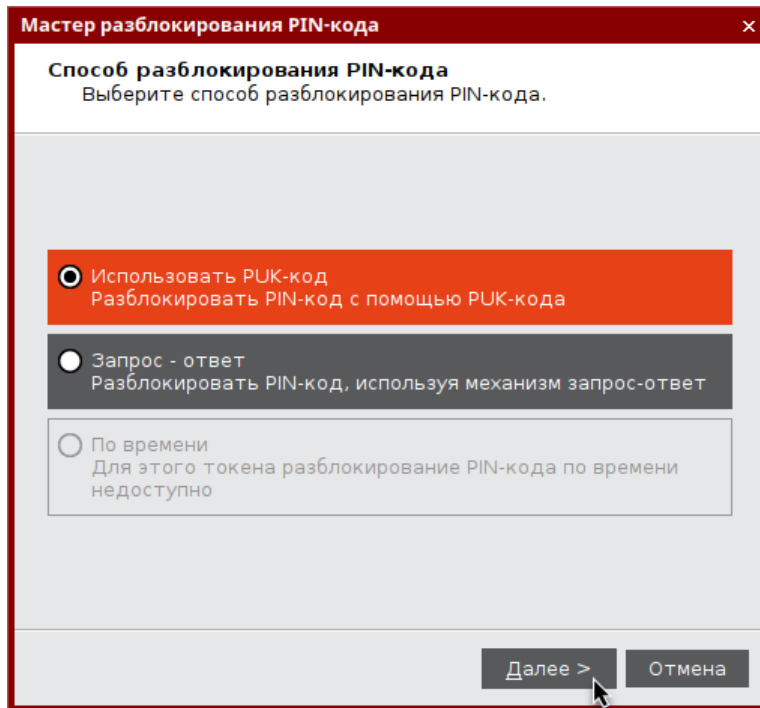 Мастер разблокирования PIN-кода ×
Способ разблокирования PIN-кода
Выберите способ разблокирования PIN-кода.
Использовать PUK-код
Разблокировать PIN-код с помощью PUK-кода
Запрос - ответ
Разблокировать PIN-код, используя механизм запрос-ответ
По времени
Для этого токена разблокирование PIN-кода по времени
недоступно
Далее > Отмена